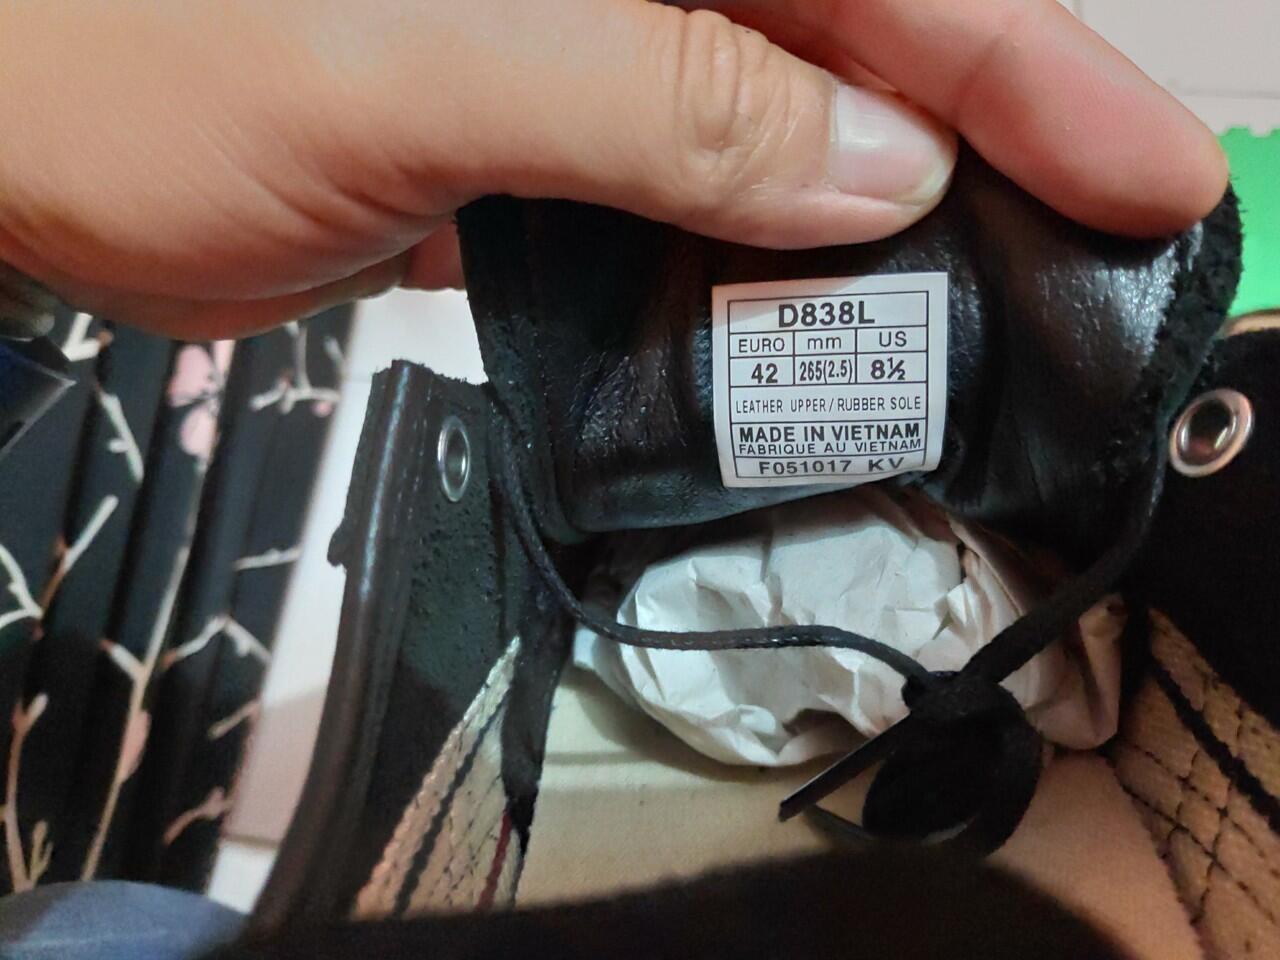 D838L
EURO mm US
42 265(2.5) 8½
LEATHER UPPER / RUBBER SOLE
MADE IN VIETNAM
FABRIQUE AU VIETNAM
F051017 KV